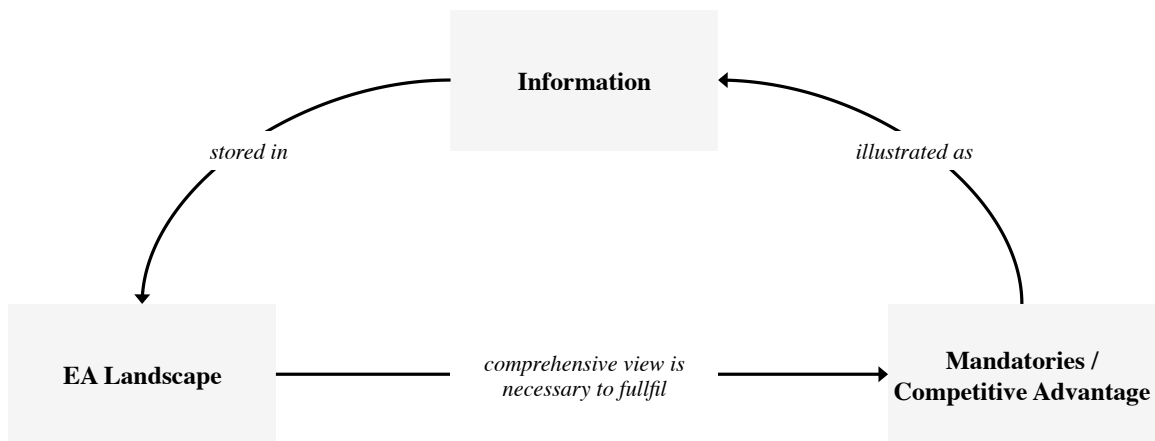 Information
stored in
illustrated as
EA Landscape
comprehensive view is
necessary to fullfil
Mandatories /
Competitive Advantage